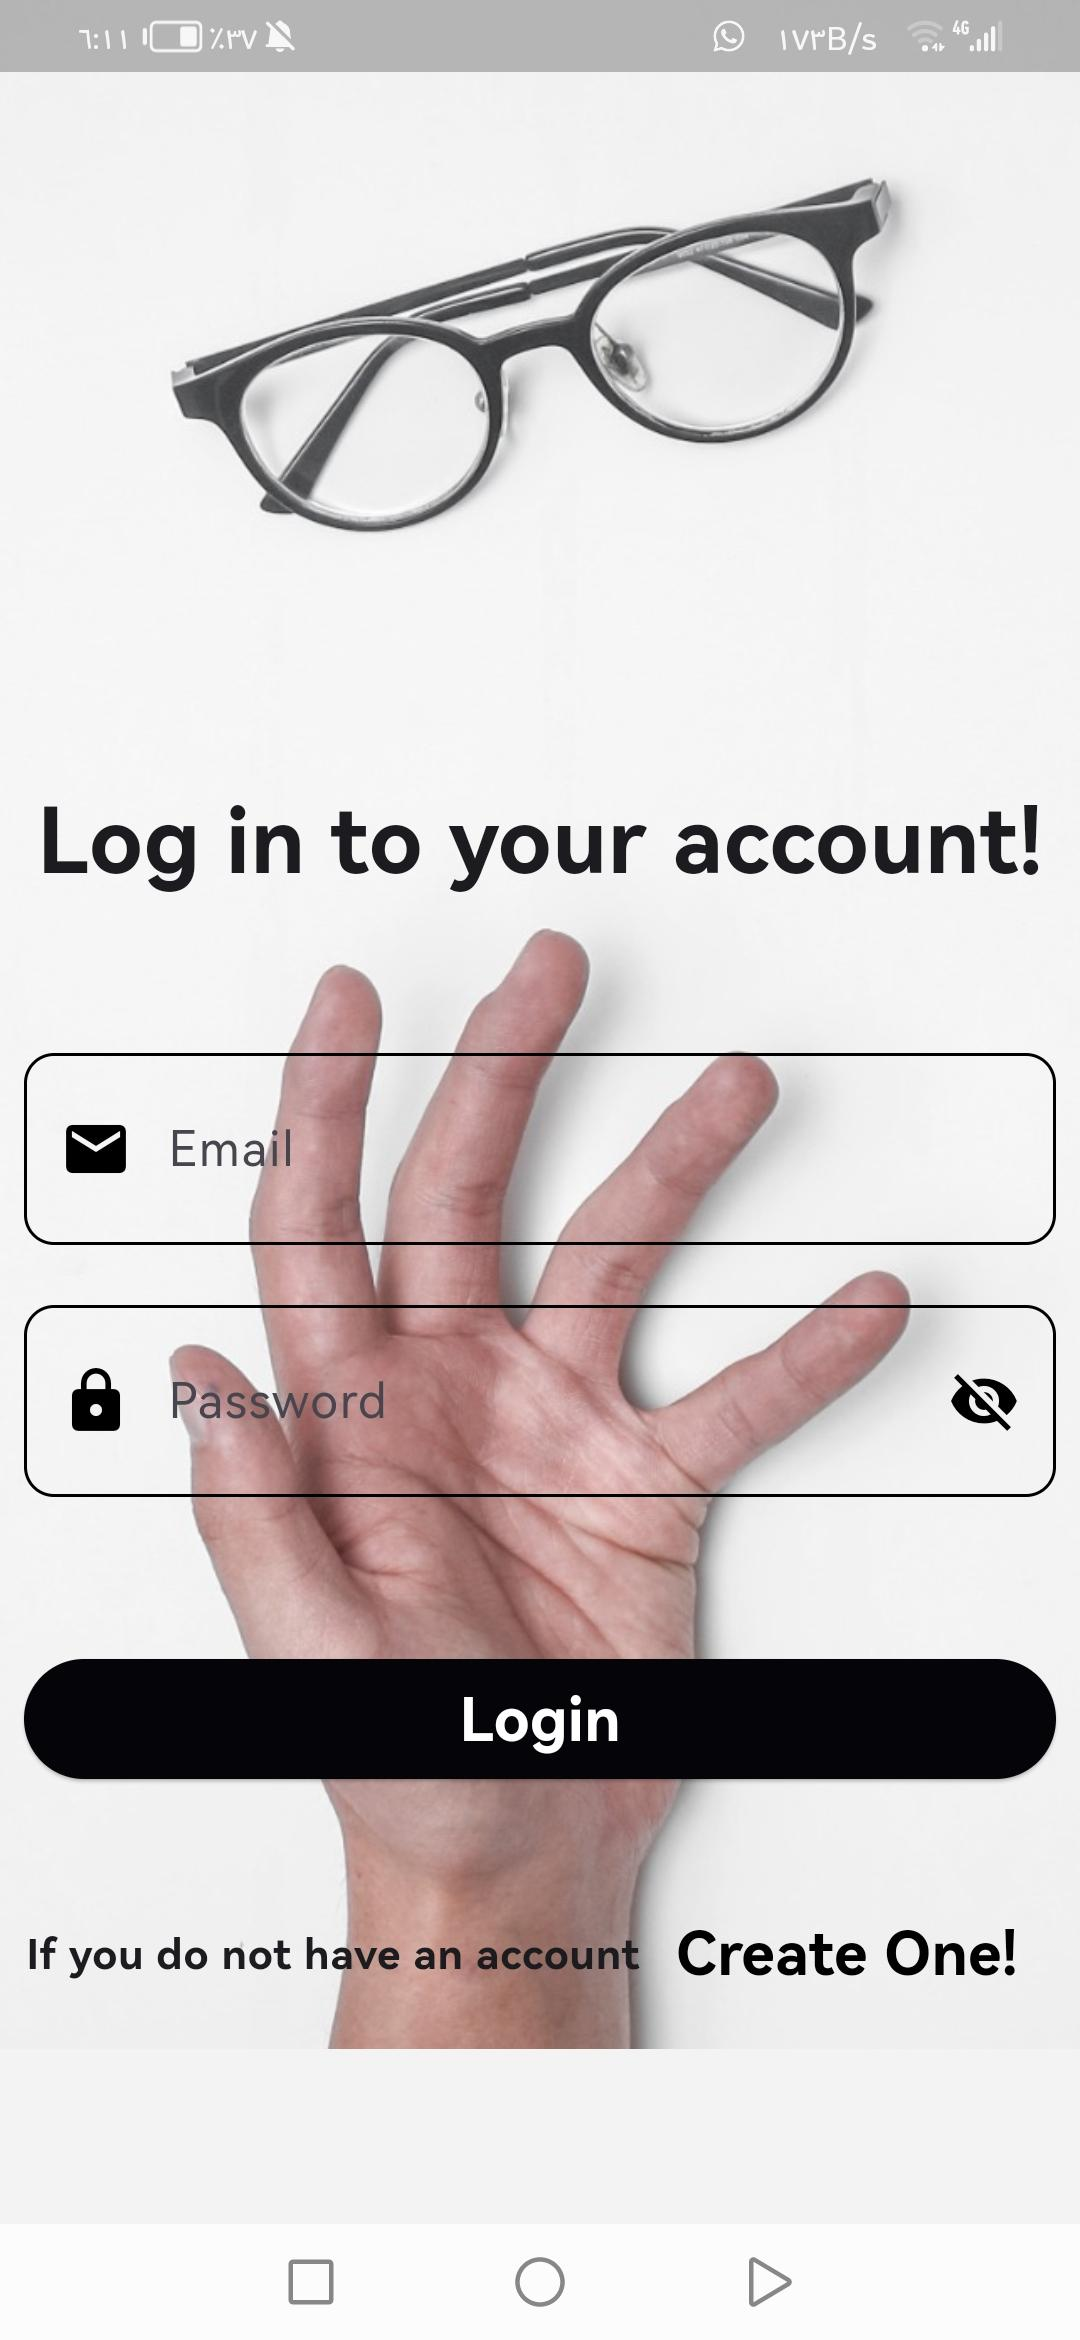 ٦:١١ ٪٣٧ ١٧٣B/s 4G
Log in to your account!
Email
Password
Login
If you do not have an account Create One!